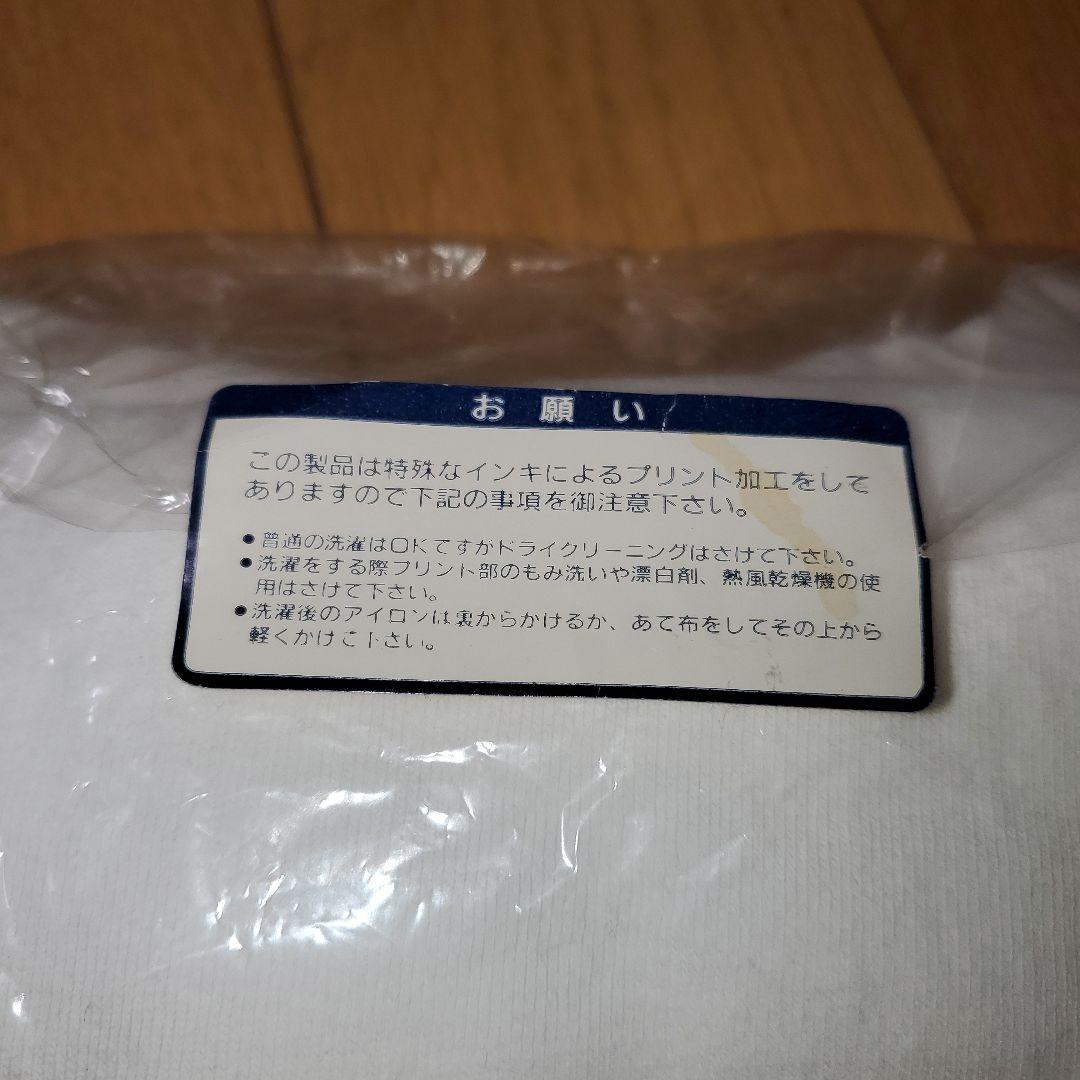 お願い
この製品は特殊なインキによるプリント加工をして
ありますので下記の事項を御注意下さい。
●普通の洗濯はOKですがドライクリーニングはさけて下さい。
●洗濯をする際プリント部のもみ洗いや漂白剤、熱風乾燥機の使
用はさけて下さい。
●洗濯後のアイロンは裏からかけるか、あて布をしてその上から
軽くかけて下さい。